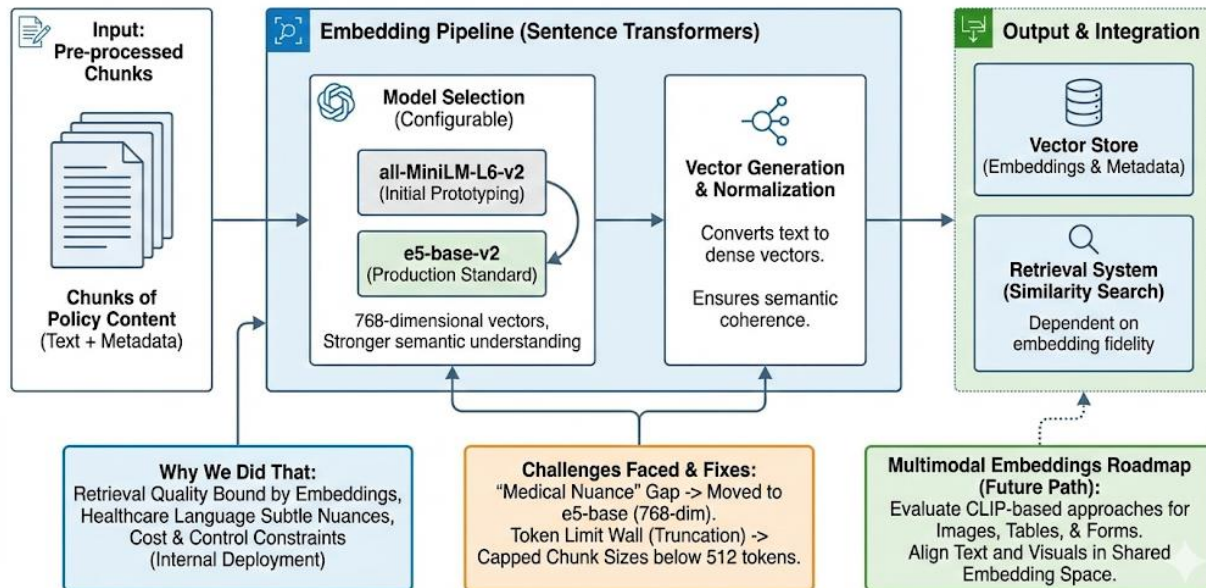 Input:
Pre-processed
Chunks
Chunks of
Policy Content
(Text + Metadata)
Embedding Pipeline (Sentence Transformers)
Model Selection
(Configurable)
all-MiniLM-L6-v2
(Initial Prototyping)
e5-base-v2
(Production Standard)
768-dimensional vectors,
Stronger semantic understanding
Vector Generation
& Normalization
Converts text to
dense vectors.
Ensures semantic
coherence.
Output & Integration
Vector Store
(Embeddings & Metadata)
Retrieval System
(Similarity Search)
Dependent on
embedding fidelity
Why We Did That:
Retrieval Quality Bound by Embeddings,
Healthcare Language Subtle Nuances,
Cost & Control Constraints
(Internal Deployment)
Challenges Faced & Fixes:
“Medical Nuance” Gap -> Moved to
e5-base (768-dim).
Token Limit Wall (Truncation) ->
Capped Chunk Sizes below 512 tokens.
Multimodal Embeddings Roadmap
(Future Path):
Evaluate CLIP-based approaches for
Images, Tables, & Forms.
Align Text and Visuals in Shared
Embedding Space.